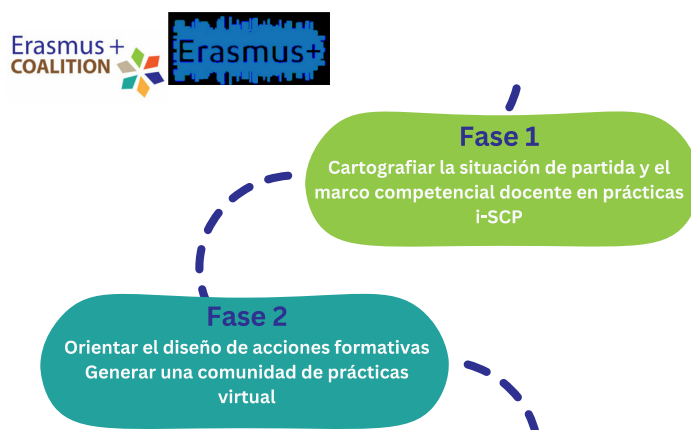 Erasmus +
COALITION
Erasmus+
Fase 1
Cartografiar la situación de partida y el
marco competencial docente en prácticas
i-SCP
Fase 2
Orientar el diseño de acciones formativas
Generar una comunidad de prácticas
virtual